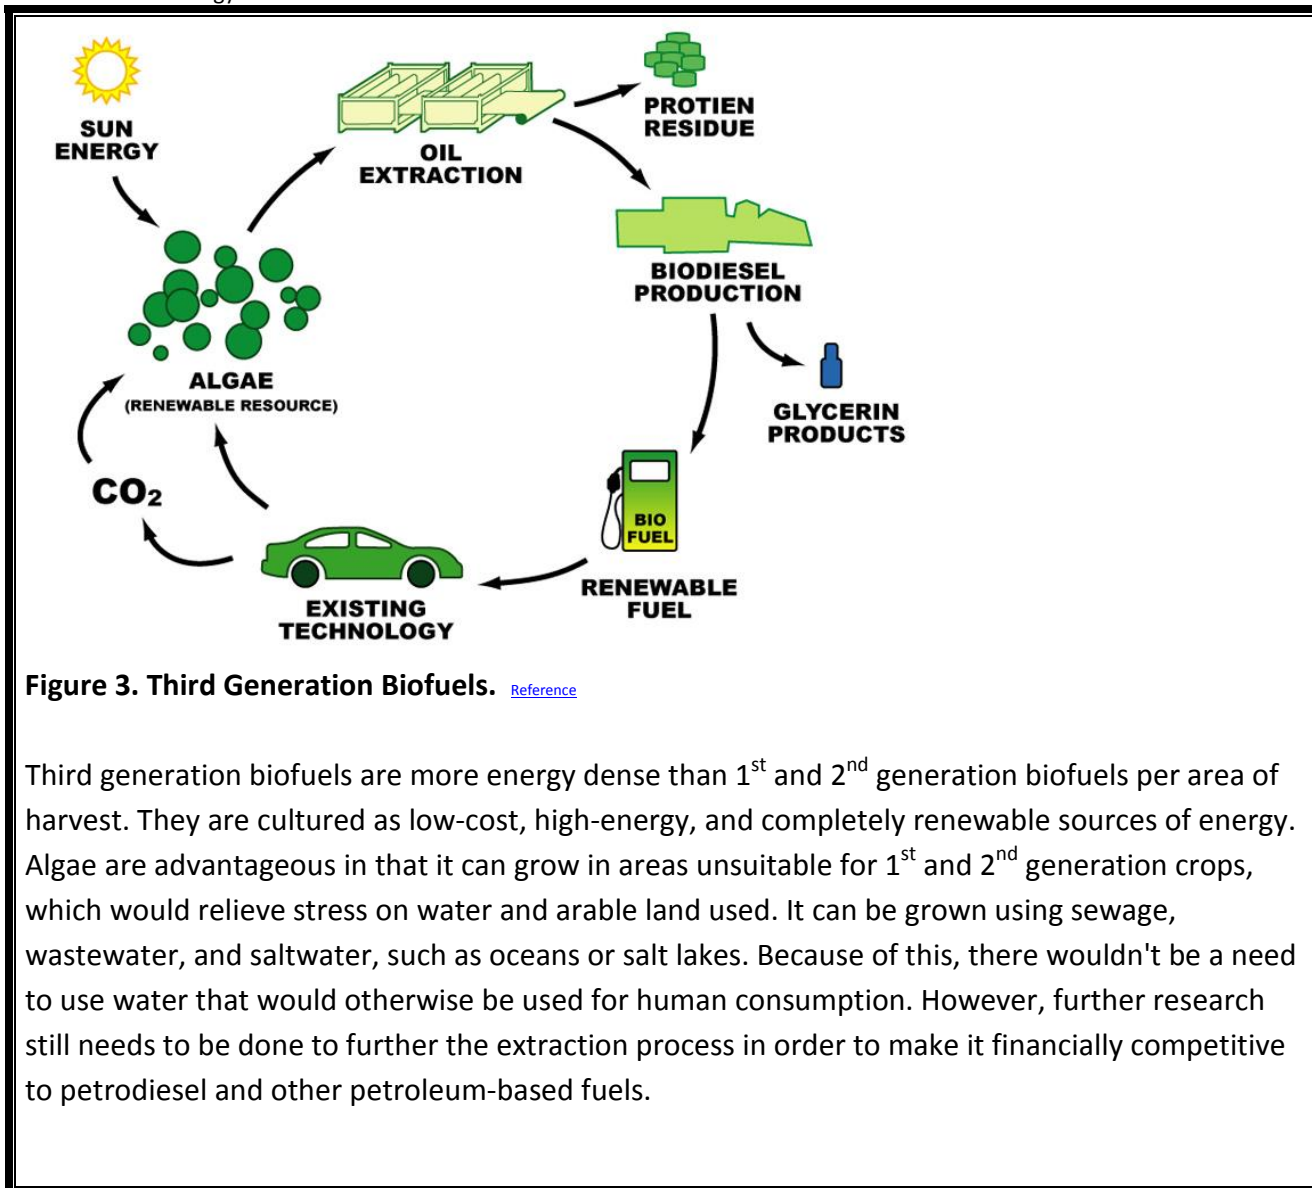 SUN
ENERGY
OIL
EXTRACTION
PROTIEN
RESIDUE
BIODIESEL
PRODUCTION
GLYCERIN
PRODUCTS
ALGAE
(RENEWABLE RESOURCE)
CO2
BIO
FUEL
RENEWABLE
FUEL
EXISTING
TECHNOLOGY
Figure 3. Third Generation Biofuels. Reference
Third generation biofuels are more energy dense than 1st and 2nd generation biofuels per area of
harvest. They are cultured as low-cost, high-energy, and completely renewable sources of energy.
Algae are advantageous in that it can grow in areas unsuitable for 1st and 2nd generation crops,
which would relieve stress on water and arable land used. It can be grown using sewage,
wastewater, and saltwater, such as oceans or salt lakes. Because of this, there wouldn't be a need
to use water that would otherwise be used for human consumption. However, further research
still needs to be done to further the extraction process in order to make it financially competitive
to petrodiesel and other petroleum-based fuels.